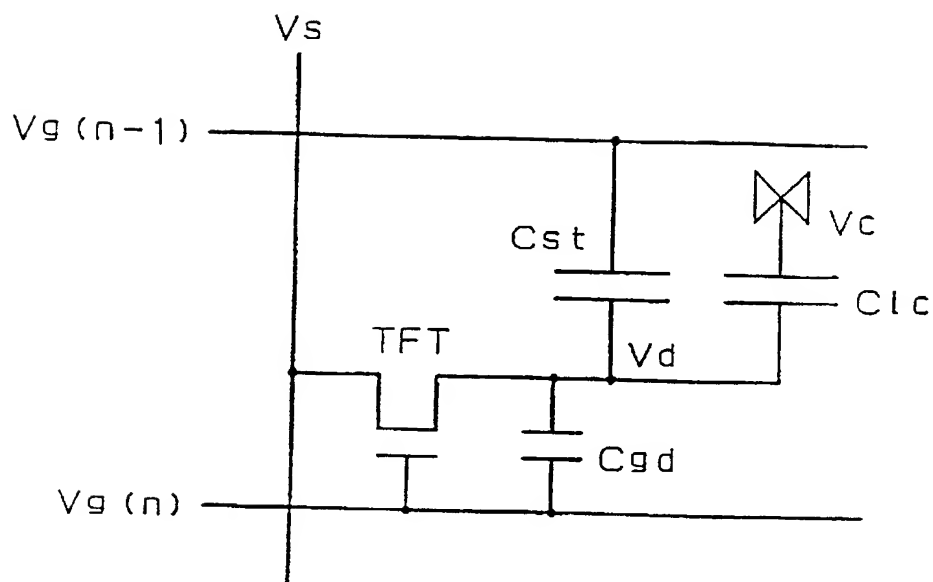 Vs
Vg(n-1)
Vc
Cst
Clc
TFT
Vd
Cgd
Vg(n)